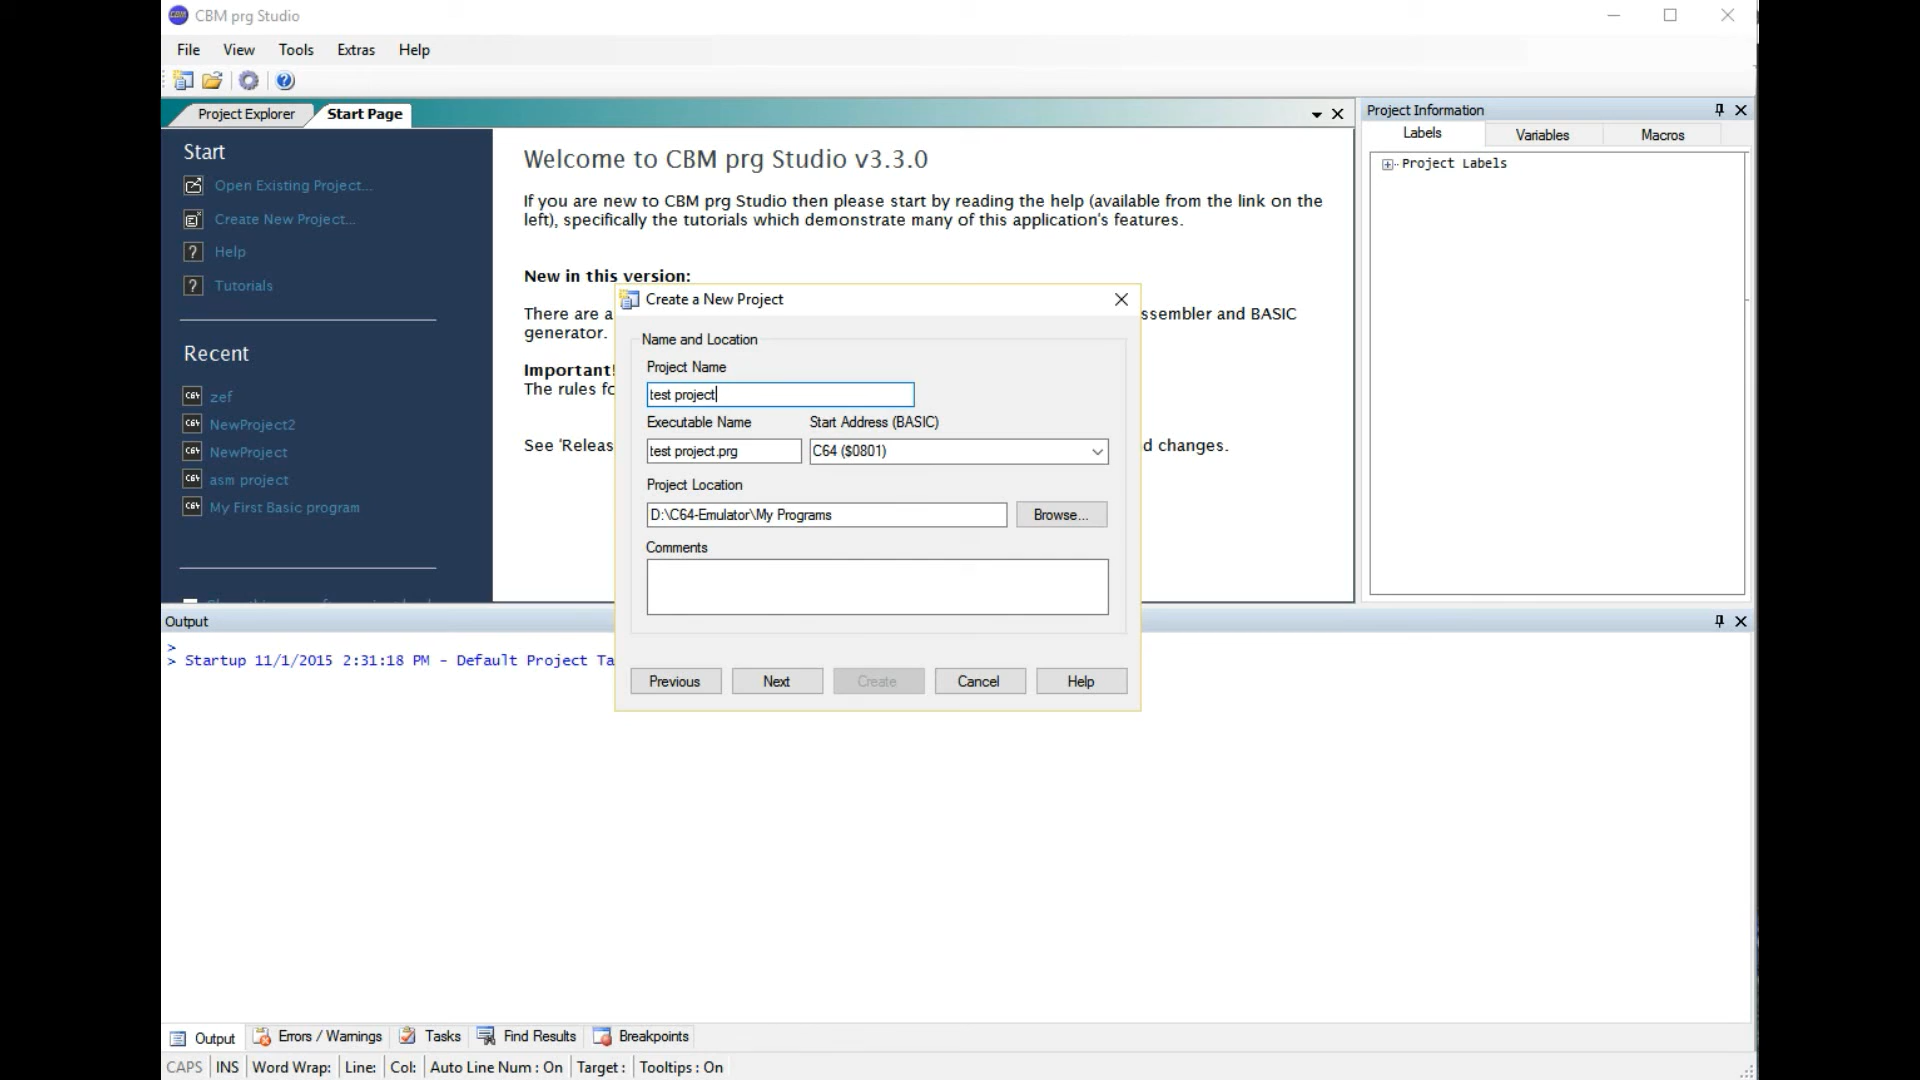 CBM prg Studio
File View Tools Extras Help
Project Explorer Start Page
Project Information
Labels Variables Macros
Project Labels
Start
Open Existing Project...
Create New Project...
Help
Tutorials
Recent
C64 zef
C64 NewProject2
C64 NewProject
C64 asm project
C64 My First Basic program
Welcome to CBM prg Studio v3.3.0
If you are new to CBM prg Studio then please start by reading the help (available from the link on the
left), specifically the tutorials which demonstrate many of this application's features.
New in this version:
There are a
ssembler and BASIC
generator.
Important!
The rules fo
See 'Releas
d changes.
Create a New Project
Name and Location
Project Name
test project
Executable Name Start Address (BASIC)
test project.prg C64 ($0801)
Project Location
D:\C64-Emulator\My Programs Browse...
Comments
Previous Next Create Cancel Help
Output
>
> Startup 11/1/2015 2:31:18 PM - Default Project Ta
Output Errors / Warnings Tasks Find Results Breakpoints
CAPS INS Word Wrap: Line: Col: Auto Line Num : On Target : Tooltips : On